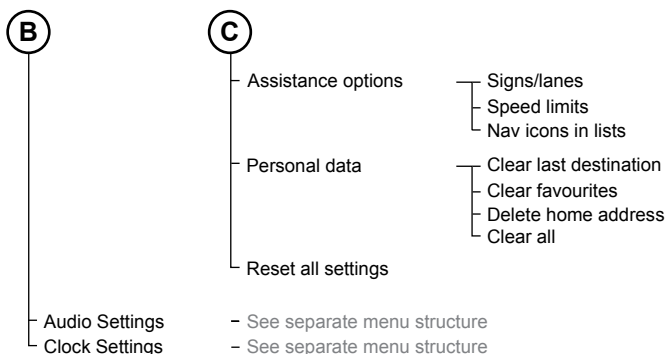 B C
Assistance options Signs/lanes
Speed limits
Nav icons in lists
Personal data Clear last destination
Clear favourites
Delete home address
Clear all
Reset all settings
Audio Settings – See separate menu structure
Clock Settings – See separate menu structure